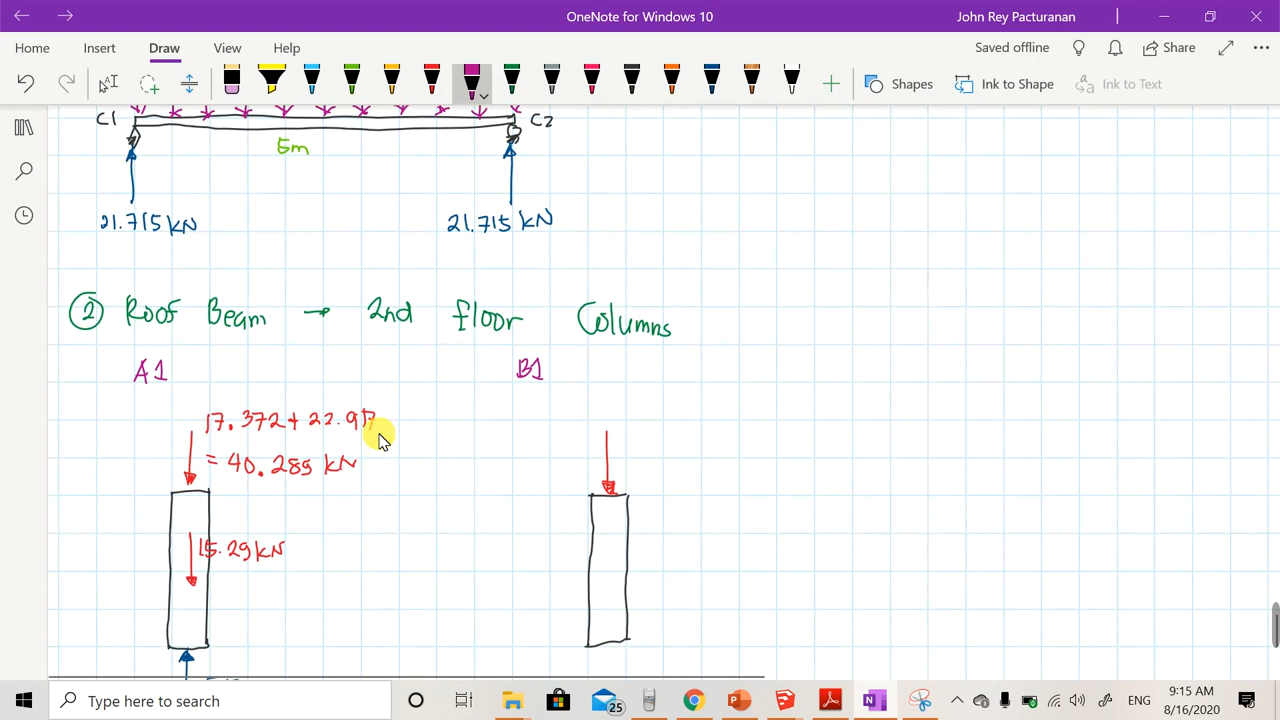 OneNote for Windows 10
John Rey Pacturanan
Home Insert Draw View Help
Saved offline
Share
Shapes
Ink to Shape
Ink to Text
C1
C2
5m
21.715 kN
21.715 kN
② Roof Beam → 2nd floor Columns
A1
B1
17.372 + 22.917
= 40.289 kN
15.29 kN
Type here to search
25
ENG
9:15 AM
8/16/2020